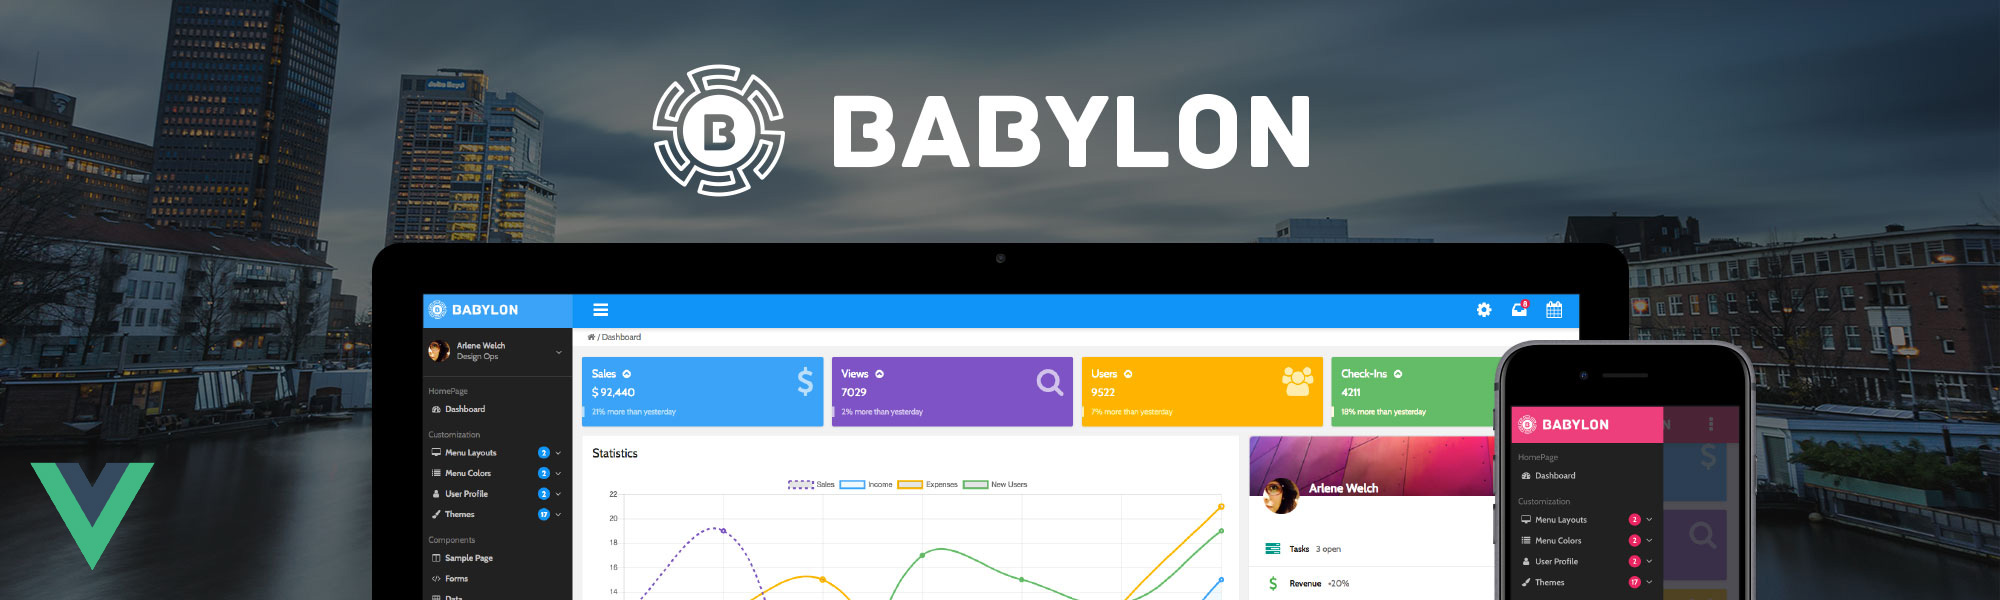 John Boyd
B BABYLON
BABYLON
Arlene Welch
Design Ops
HomePage
Dashboard
Customization
Menu Layouts 2
Menu Colors 2
User Profile 2
Themes 17
Components
Sample Page
Forms
Data
8
/ Dashboard
Sales
$ 92,440
21% more than yesterday
$
Views
7029
2% more than yesterday
Users
9522
7% more than yesterday
Check-Ins
4211
18% more than yesterday
Statistics
Sales Income Expenses New Users
22
20
18
16
14
Arlene Welch
Tasks 3 open
$ Revenue +20%
BABYLON
N
$
HomePage
Dashboard
Customization
Menu Layouts 2
Menu Colors 2
User Profile 2
Themes 17